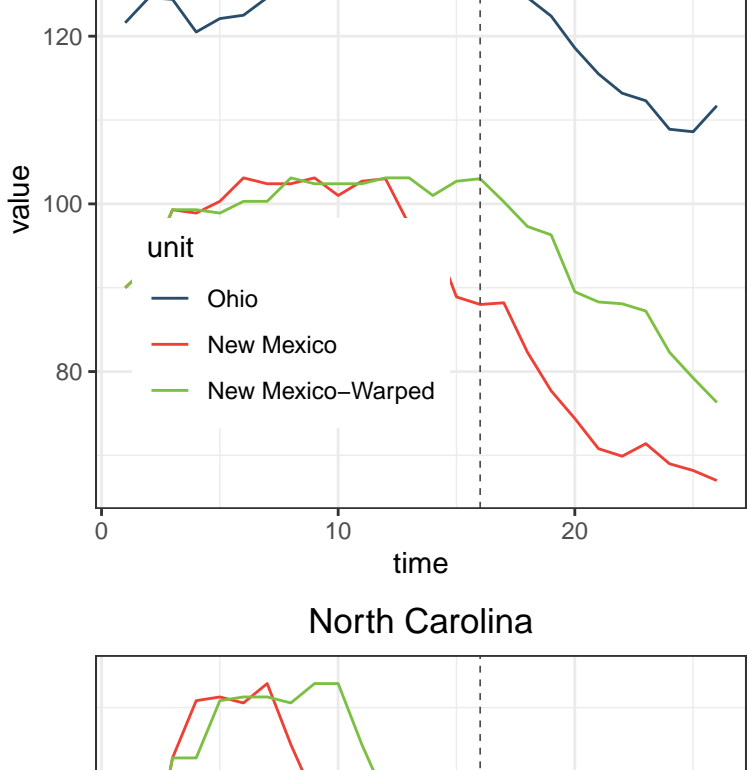 120
100
80
value
unit
Ohio
New Mexico
New Mexico−Warped
0 10 20
time
North Carolina